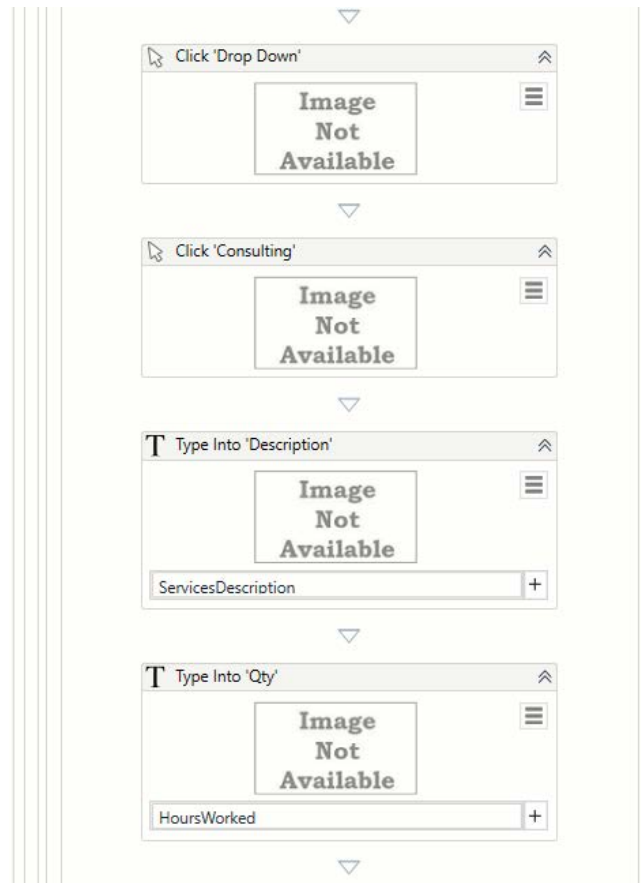 Click 'Drop Down'
Image
Not
Available
Click 'Consulting'
Image
Not
Available
T Type Into 'Description'
Image
Not
Available
ServicesDescription
+
T Type Into 'Qty'
Image
Not
Available
HoursWorked
+